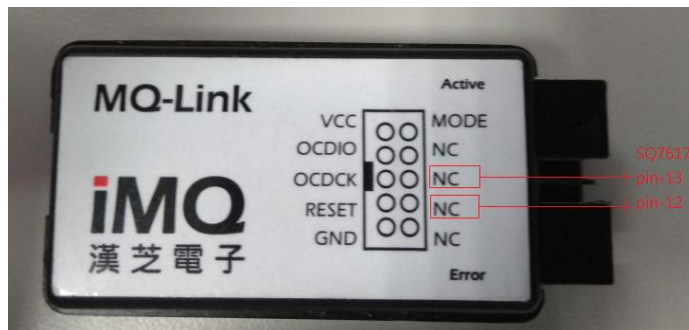 MQ-Link
iMQ
漢芝電子
Active
VCC MODE
OCDIO NC
OCDCK NC
RESET NC
GND NC
Error
SQ7617
pin-13
pin-12